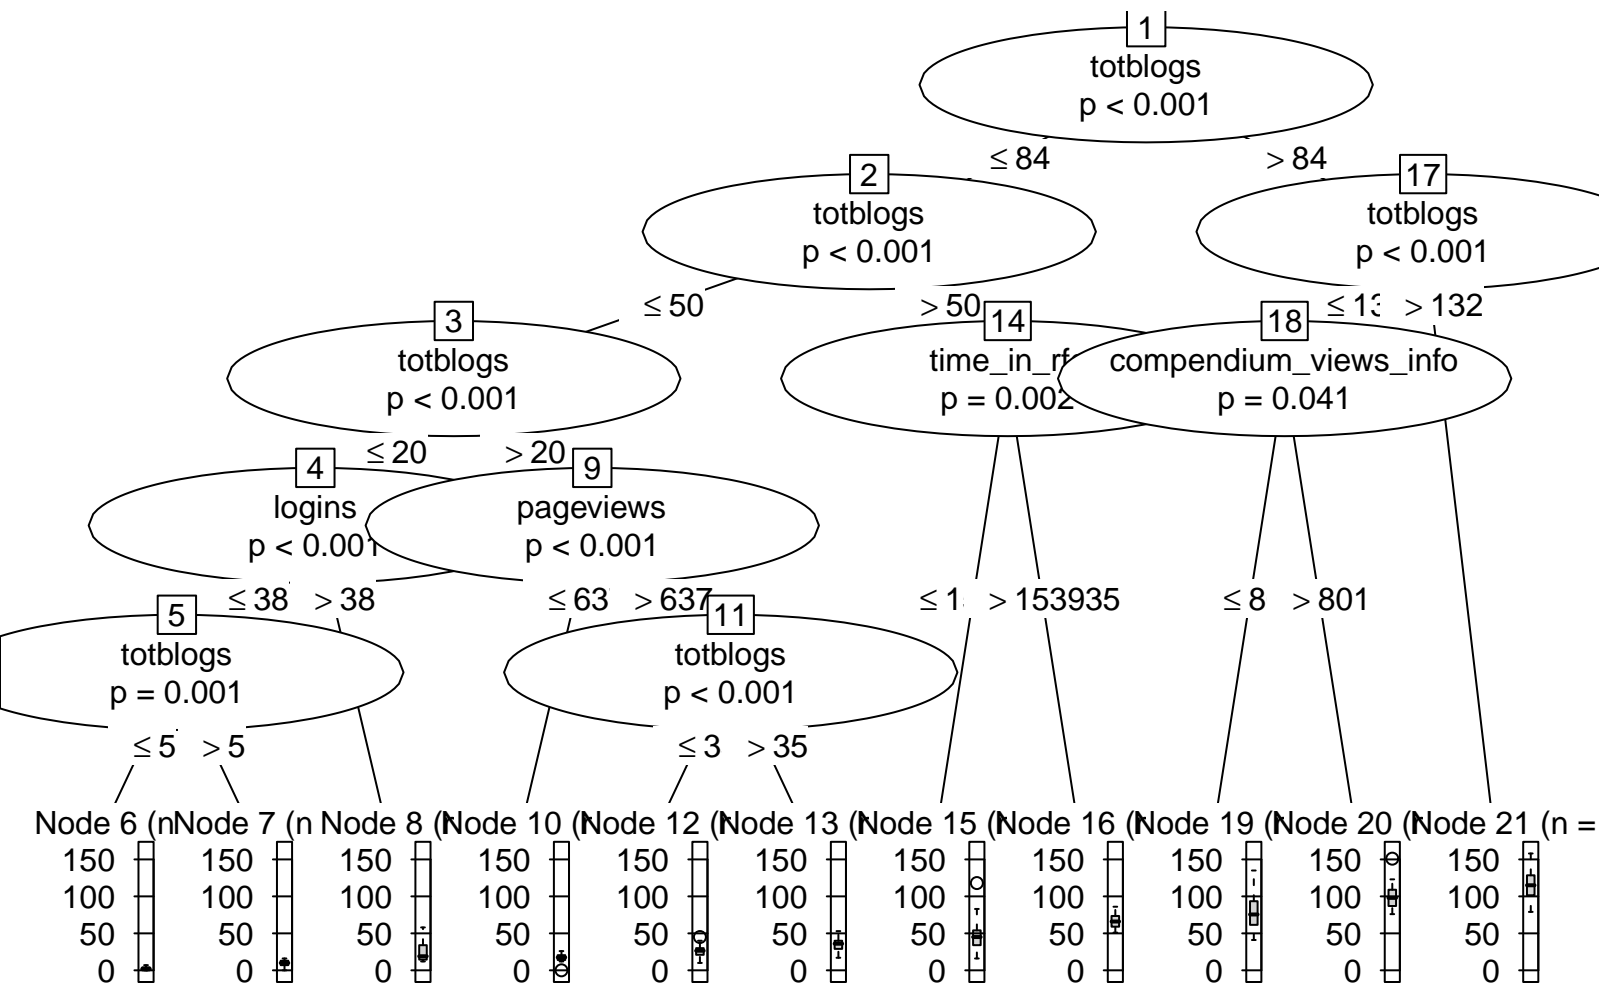 1
totblogs
p < 0.001
≤ 84
> 84
2
totblogs
p < 0.001
17
totblogs
p < 0.001
≤ 50
> 50
≤ 13
> 132
3
totblogs
p < 0.001
14
time_in_rf
p = 0.002
18
compendium_views_info
p = 0.041
≤ 20
> 20
4
logins
p < 0.001
9
pageviews
p < 0.001
≤ 38
> 38
≤ 63
> 637
≤ 1
> 153935
≤ 8
> 801
5
totblogs
p = 0.001
11
totblogs
p < 0.001
≤ 5
> 5
≤ 3
> 35
Node 6 (n
Node 7 (n
Node 8 (
Node 10 (
Node 12 (
Node 13 (
Node 15 (
Node 16 (
Node 19 (
Node 20 (
Node 21 (n =
150 150 150 150 150 150 150 150 150 150 150
100 100 100 100 100 100 100 100 100 100 100
50 50 50 50 50 50 50 50 50 50 50
0 0 0 0 0 0 0 0 0 0 0